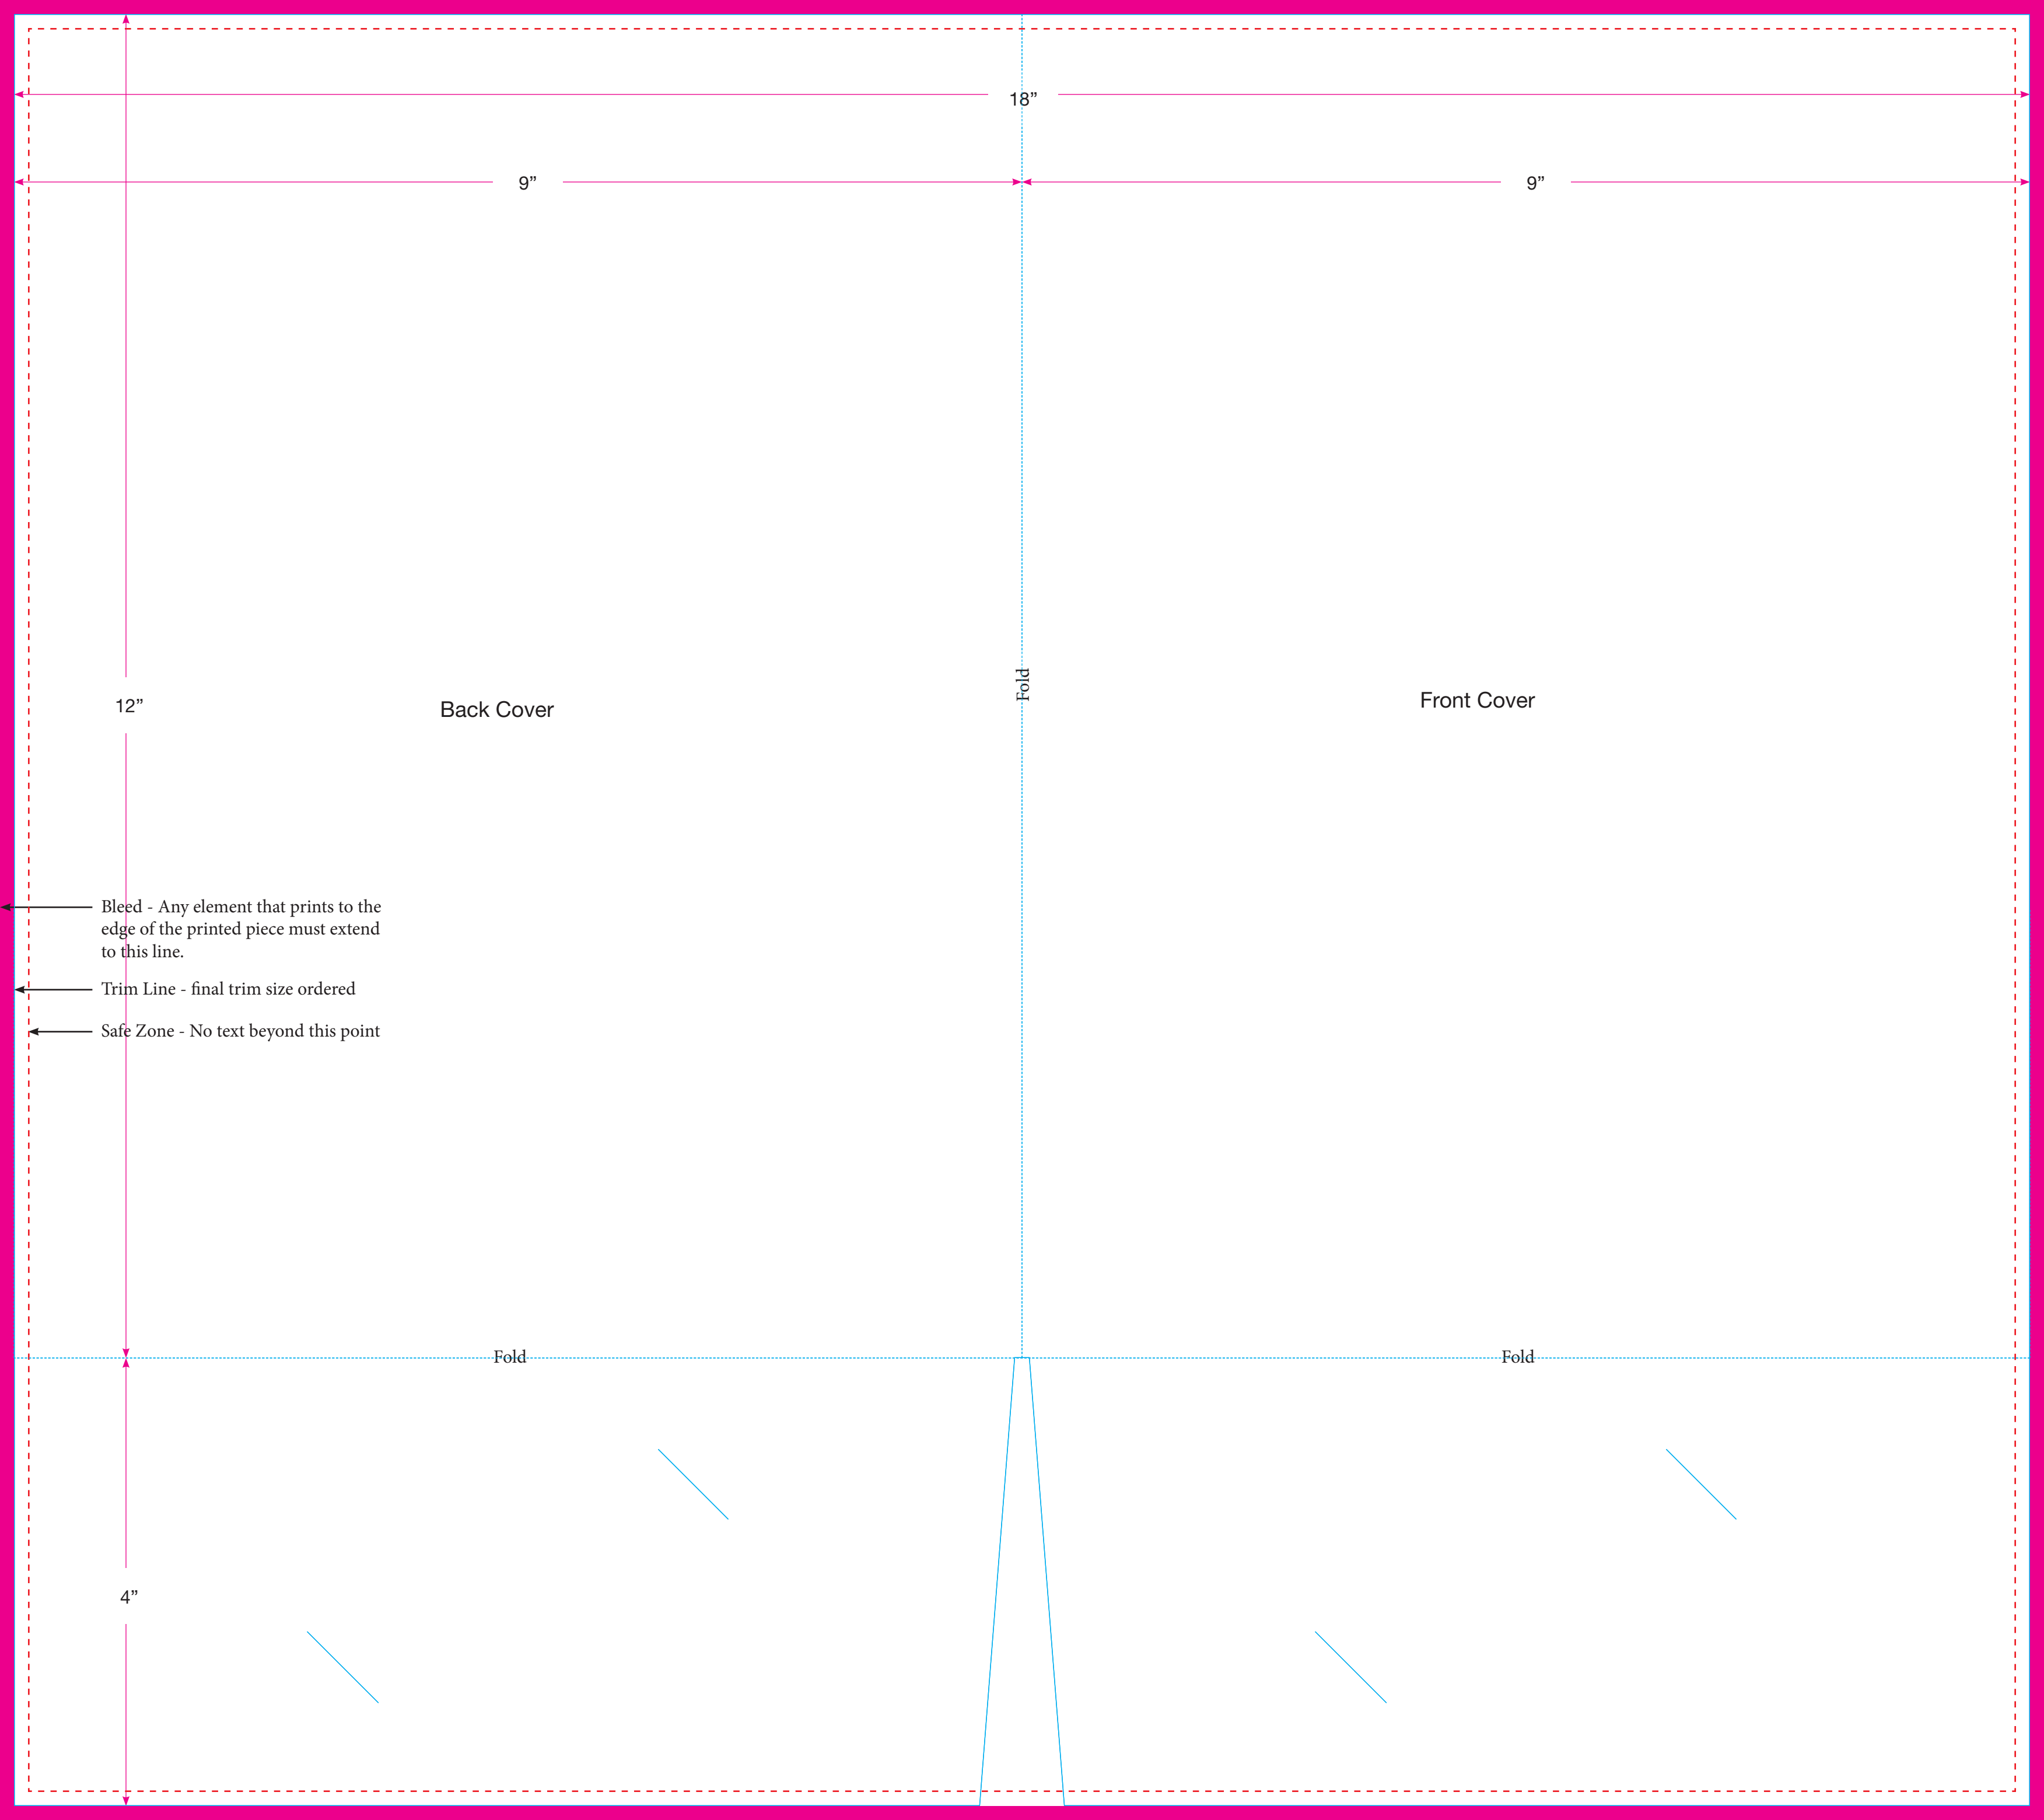 18”
9”
9”
Fold
12”
Back Cover
Front Cover
Bleed - Any element that prints to the
edge of the printed piece must extend
to this line.
Trim Line - final trim size ordered
Safe Zone - No text beyond this point
Fold
Fold
4”